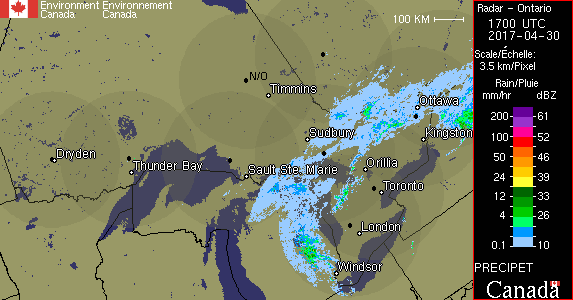 Environment Environnement
Canada Canada
100 KM
N/O
Timmins
Ottawa
Sudbury
Kingston
Dryden
Thunder Bay
Sault Ste. Marie
Orillia
Toronto
London
Windsor
Radar - Ontario
1700 UTC
2017-04-30
Scale/Échelle:
3.5 km/Pixel
Rain/Pluie
mm/hr dBZ
200 61
100 52
50 46
24 39
12 33
4 26
0.1 10
PRECIPET
Canada